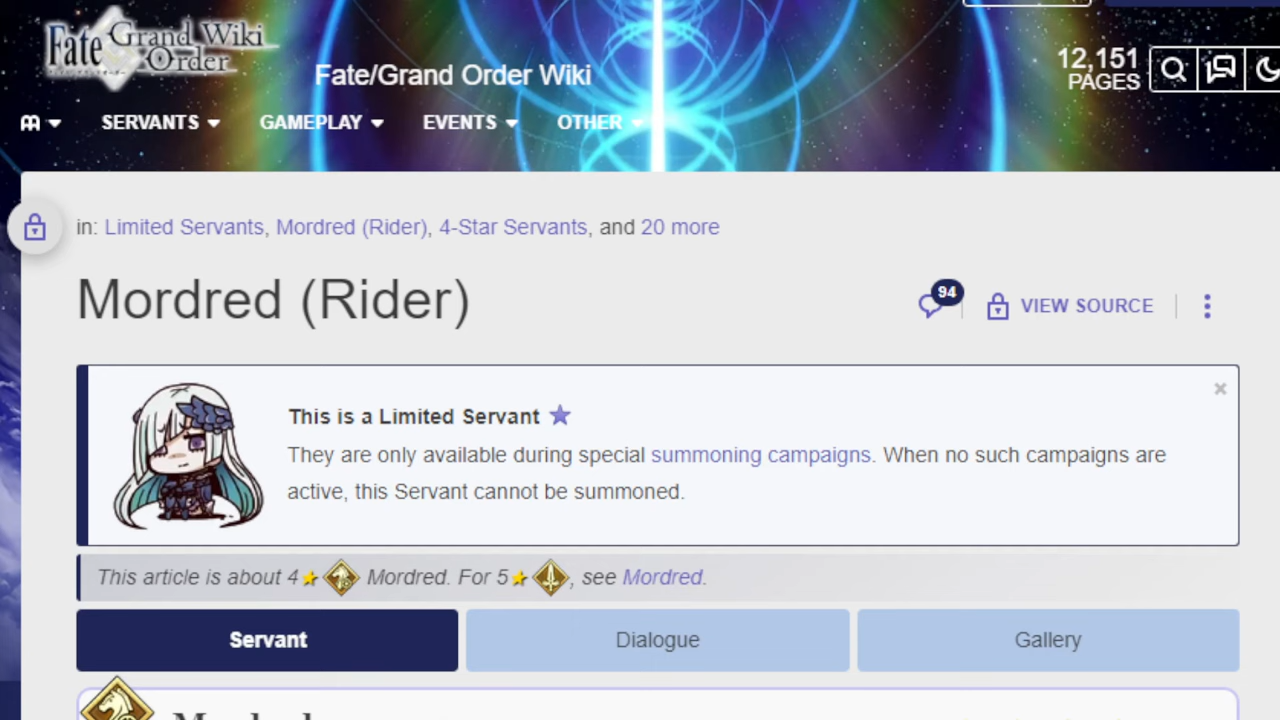 Fate Grand Wiki
Order
Fate/Grand Order Wiki
12,151
PAGES
SERVANTS GAMEPLAY EVENTS OTHER
in: Limited Servants, Mordred (Rider), 4-Star Servants, and 20 more
Mordred (Rider)
94
VIEW SOURCE
This is a Limited Servant
They are only available during special summoning campaigns. When no such campaigns are
active, this Servant cannot be summoned.
This article is about 4 Mordred. For 5, see Mordred.
Servant Dialogue Gallery